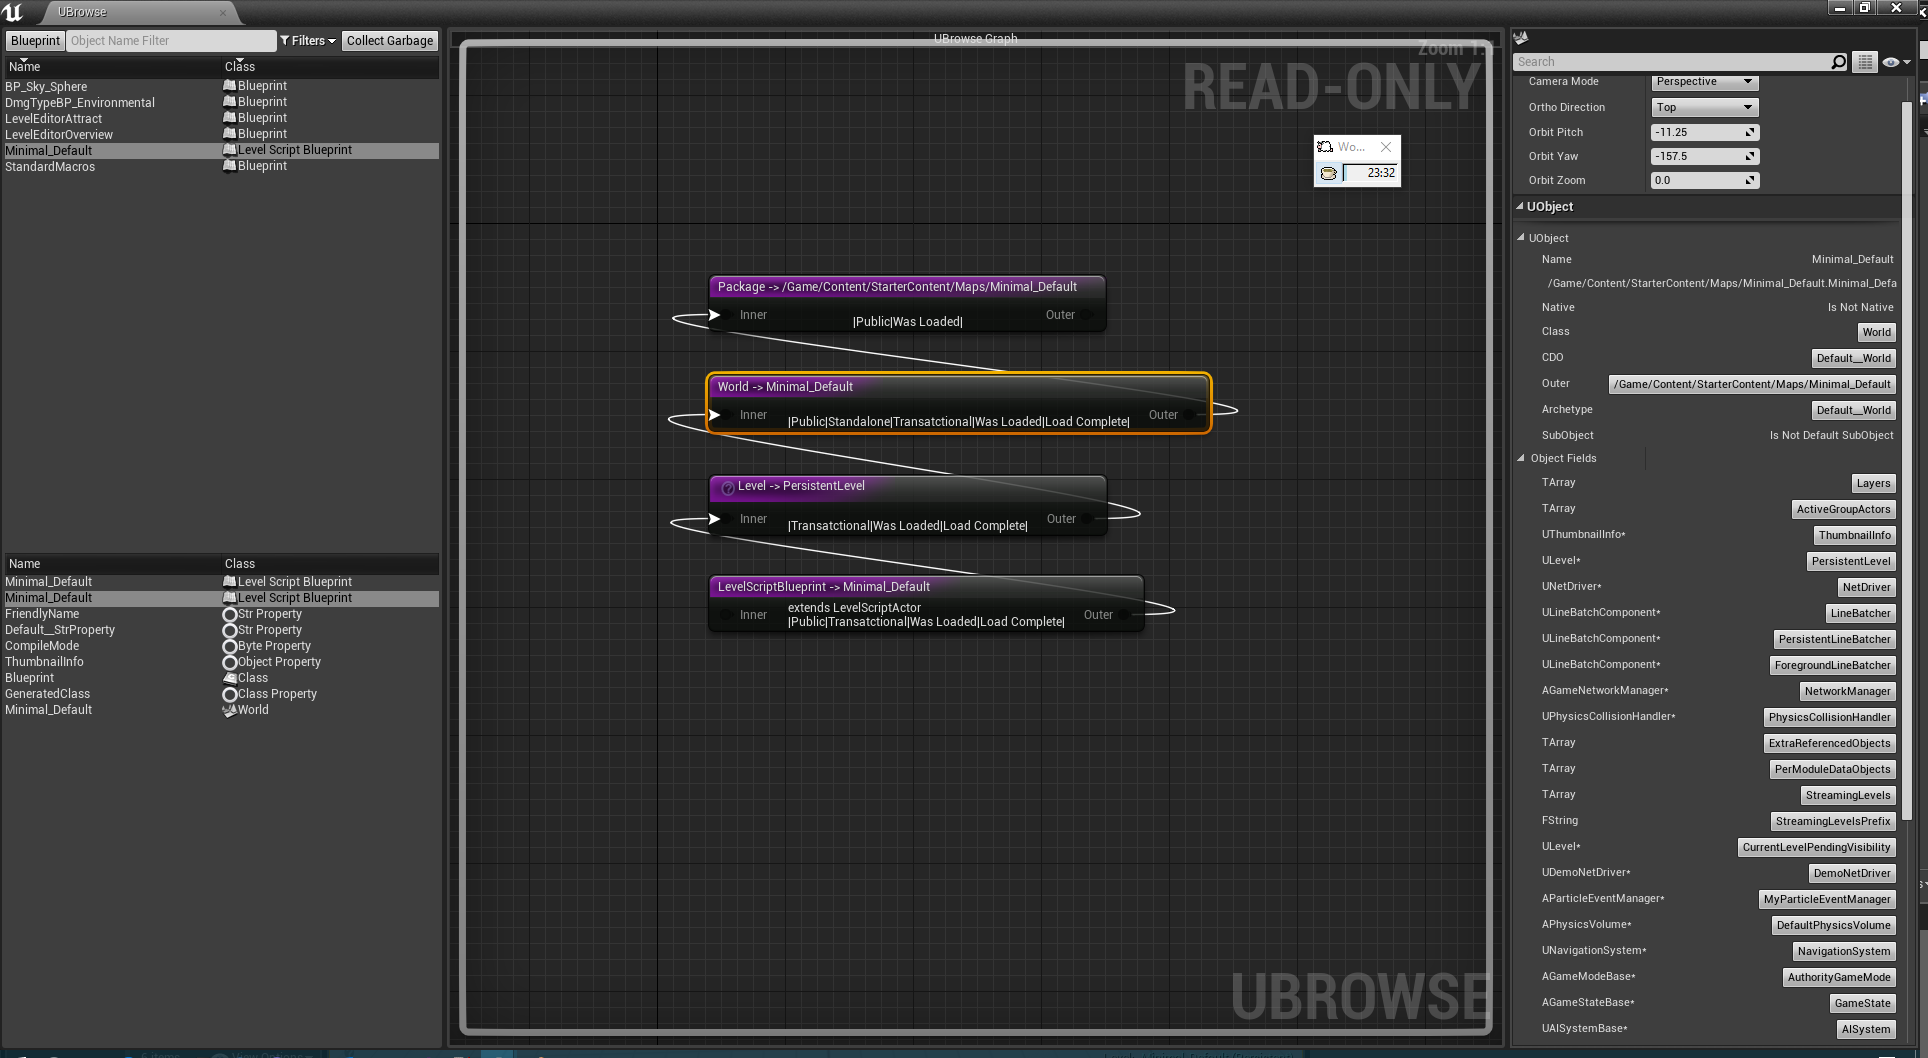 UBrowse
Blueprint Object Name Filter Filters Collect Garbage
Name Class
BP_Sky_Sphere Blueprint
DmgTypeBP_Environmental Blueprint
LevelEditorAttract Blueprint
LevelEditorOverview Blueprint
Minimal_Default Level Script Blueprint
StandardMacros Blueprint
Name Class
Minimal_Default Level Script Blueprint
Minimal_Default Level Script Blueprint
FriendlyName Str Property
Default__StrProperty Str Property
CompileMode Byte Property
ThumbnailInfo Object Property
Blueprint Class
GeneratedClass Class Property
Minimal_Default World
UBrowse Graph
Zoom 1:1
READ-ONLY
Wo...
23:32
Package -> /Game/Content/StarterContent/Maps/Minimal_Default
Inner |Public|Was Loaded| Outer
World -> Minimal_Default
Inner |Public|Standalone|Transatctional|Was Loaded|Load Complete| Outer
Level -> PersistentLevel
Inner |Transatctional|Was Loaded|Load Complete| Outer
LevelScriptBlueprint -> Minimal_Default
extends LevelScriptActor
Inner |Public|Transatctional|Was Loaded|Load Complete| Outer
UBROWSE
Search
Camera Mode Perspective
Ortho Direction Top
Orbit Pitch -11.25
Orbit Yaw -157.5
Orbit Zoom 0.0
UObject
UObject
Name Minimal_Default
/Game/Content/StarterContent/Maps/Minimal_Default.Minimal_Defa
Native Is Not Native
Class World
CDO Default__World
Outer /Game/Content/StarterContent/Maps/Minimal_Default
Archetype Default__World
SubObject Is Not Default SubObject
Object Fields
TArray Layers
TArray ActiveGroupActors
UThumbnailInfo* ThumbnailInfo
ULevel* PersistentLevel
UNetDriver* NetDriver
ULineBatchComponent* LineBatcher
ULineBatchComponent* PersistentLineBatcher
ULineBatchComponent* ForegroundLineBatcher
AGameNetworkManager* NetworkManager
UPhysicsCollisionHandler* PhysicsCollisionHandler
TArray ExtraReferencedObjects
TArray PerModuleDataObjects
TArray StreamingLevels
FString StreamingLevelsPrefix
ULevel* CurrentLevelPendingVisibility
UDemoNetDriver* DemoNetDriver
AParticleEventManager* MyParticleEventManager
APhysicsVolume* DefaultPhysicsVolume
UNavigationSystem* NavigationSystem
AGameModeBase* AuthorityGameMode
AGameStateBase* GameState
UAISystemBase* AISystem